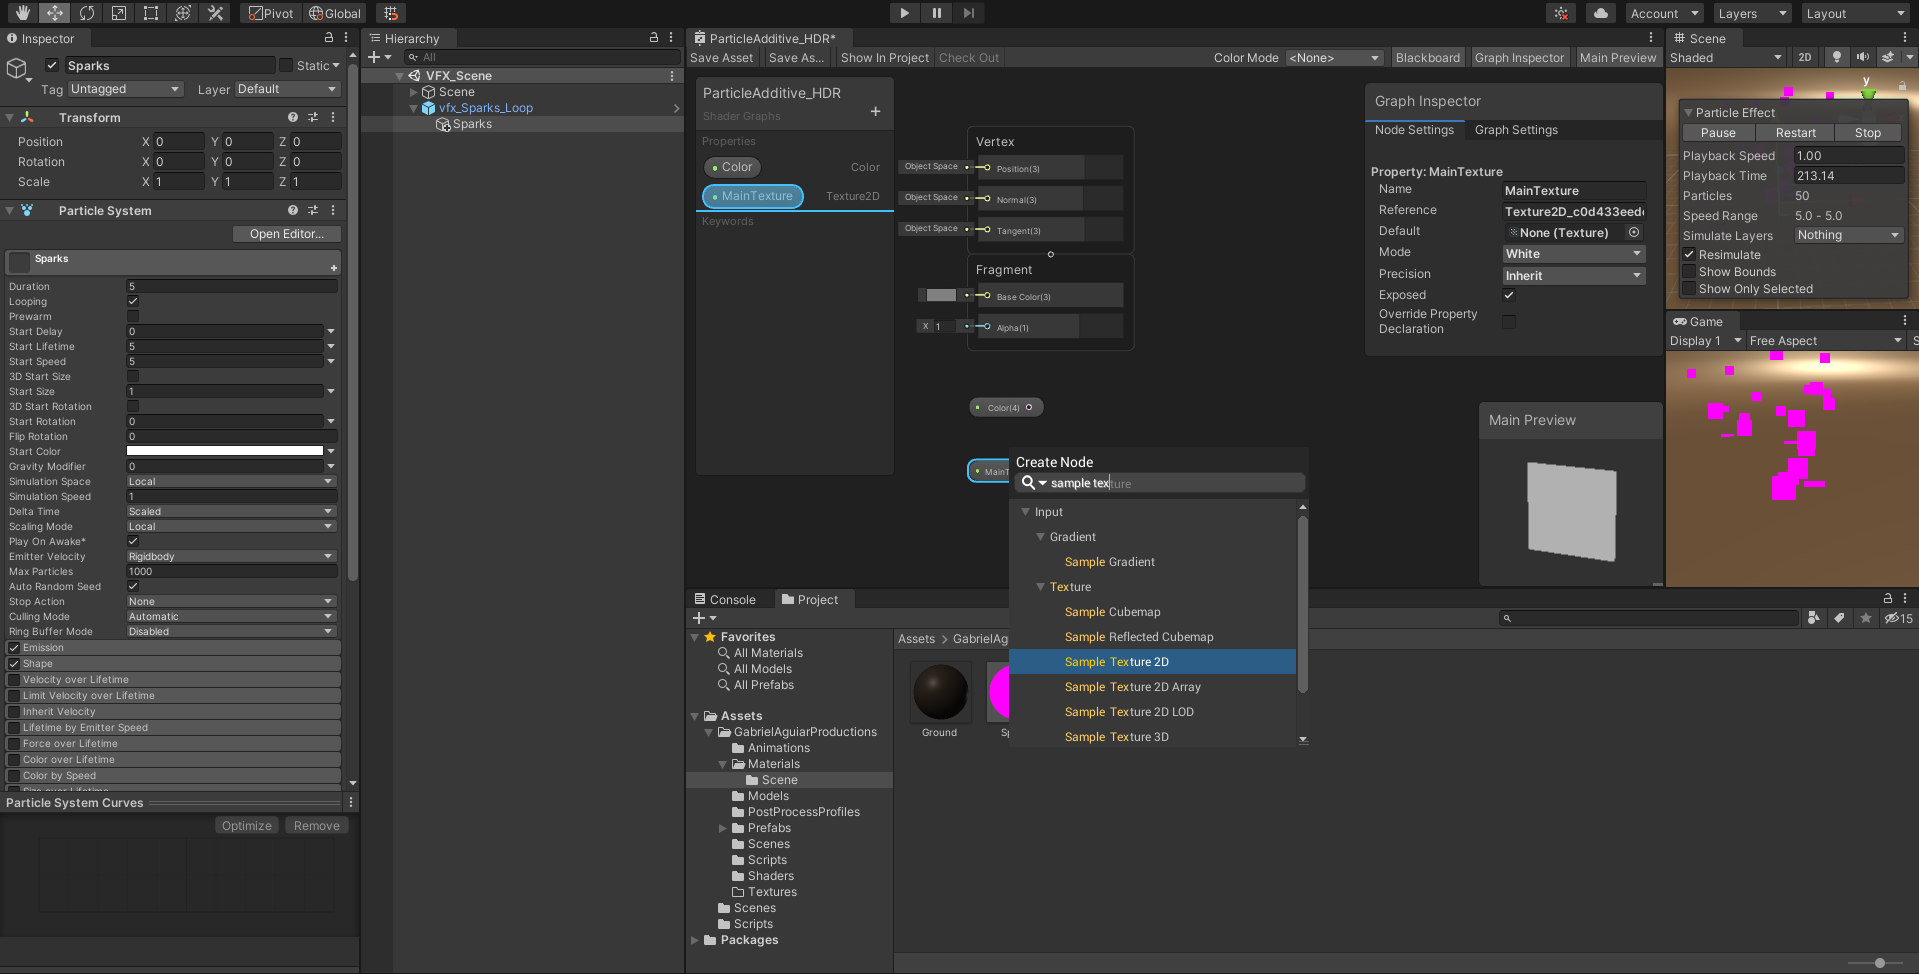 Pivot
Global
Account
Layers
Layout
Inspector
Sparks
Static
Tag Untagged
Layer Default
Transform
Position X 0 Y 0 Z 0
Rotation X 0 Y 0 Z 0
Scale X 1 Y 1 Z 1
Particle System
Open Editor...
Sparks
Duration 5
Looping
Prewarm
Start Delay 0
Start Lifetime 5
Start Speed 5
3D Start Size
Start Size 1
3D Start Rotation
Start Rotation 0
Flip Rotation 0
Start Color
Gravity Modifier 0
Simulation Space Local
Simulation Speed 1
Delta Time Scaled
Scaling Mode Local
Play On Awake*
Emitter Velocity Rigidbody
Max Particles 1000
Auto Random Seed
Stop Action None
Culling Mode Automatic
Ring Buffer Mode Disabled
Emission
Shape
Velocity over Lifetime
Limit Velocity over Lifetime
Inherit Velocity
Lifetime by Emitter Speed
Force over Lifetime
Color over Lifetime
Color by Speed
Size over Lifetime
Particle System Curves
Optimize
Remove
Hierarchy
All
VFX_Scene
Scene
vfx_Sparks_Loop
Sparks
ParticleAdditive_HDR*
Save Asset
Save As...
Show In Project
Check Out
Color Mode <None>
Blackboard
Graph Inspector
Main Preview
ParticleAdditive_HDR
Shader Graphs
Properties
Color Color
MainTexture Texture2D
Keywords
Vertex
Object Space Position(3)
Object Space Normal(3)
Object Space Tangent(3)
Fragment
Base Color(3)
X 1 Alpha(1)
Color(4)
MainT
Create Node
sample texture
Input
Gradient
Sample Gradient
Texture
Sample Cubemap
Sample Reflected Cubemap
Sample Texture 2D
Sample Texture 2D Array
Sample Texture 2D LOD
Sample Texture 3D
Graph Inspector
Node Settings
Graph Settings
Property: MainTexture
Name MainTexture
Reference Texture2D_c0d433eed
Default None (Texture)
Mode White
Precision Inherit
Exposed
Override Property
Declaration
Main Preview
Console
Project
15
Favorites
All Materials
All Models
All Prefabs
Assets
GabrielAguiarProductions
Animations
Materials
Scene
Models
PostProcessProfiles
Prefabs
Scenes
Scripts
Shaders
Textures
Scenes
Scripts
Packages
Assets > GabrielAg
Ground
Sp
Scene
Shaded
2D
y
Particle Effect
Pause
Restart
Stop
Playback Speed 1.00
Playback Time 213.14
Particles 50
Speed Range 5.0 - 5.0
Simulate Layers Nothing
Resimulate
Show Bounds
Show Only Selected
Game
Display 1
Free Aspect
S